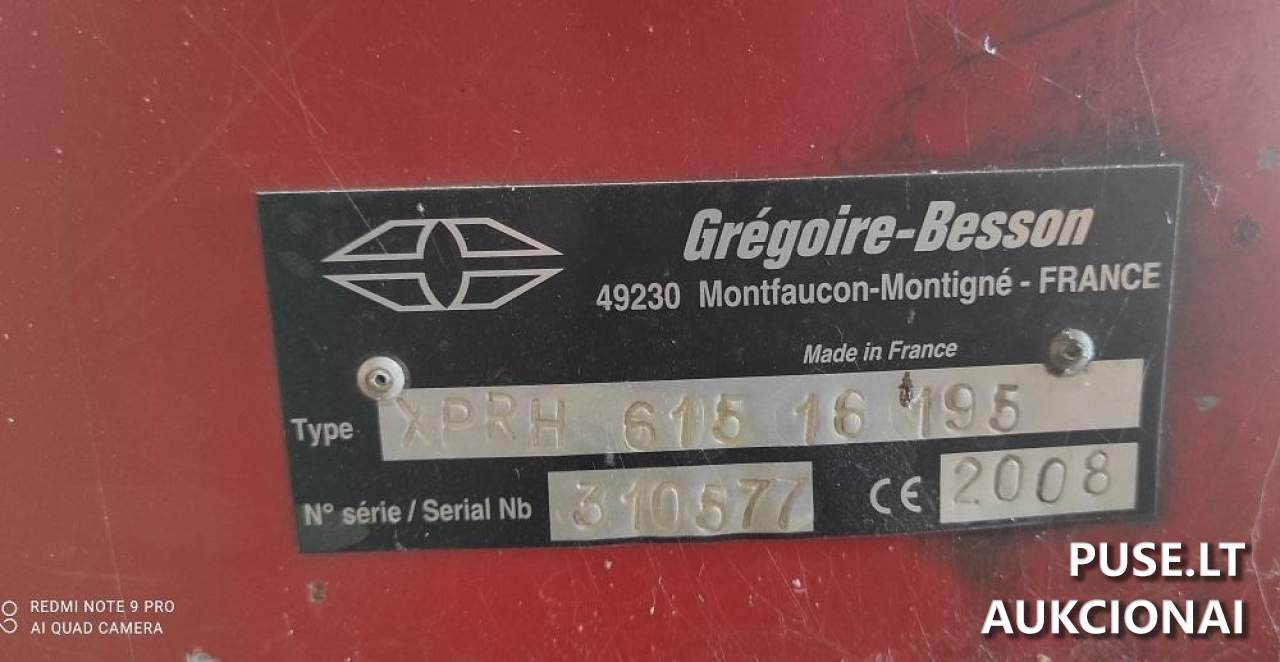 Grégoire-Besson
49230 Montfaucon-Montigné - FRANCE
Made in France
Type XPRH 615 16 195
N° série / Serial Nb 310577 CE 2008
PUSE.LT
AUKCIONAI
REDMI NOTE 9 PRO
AI QUAD CAMERA